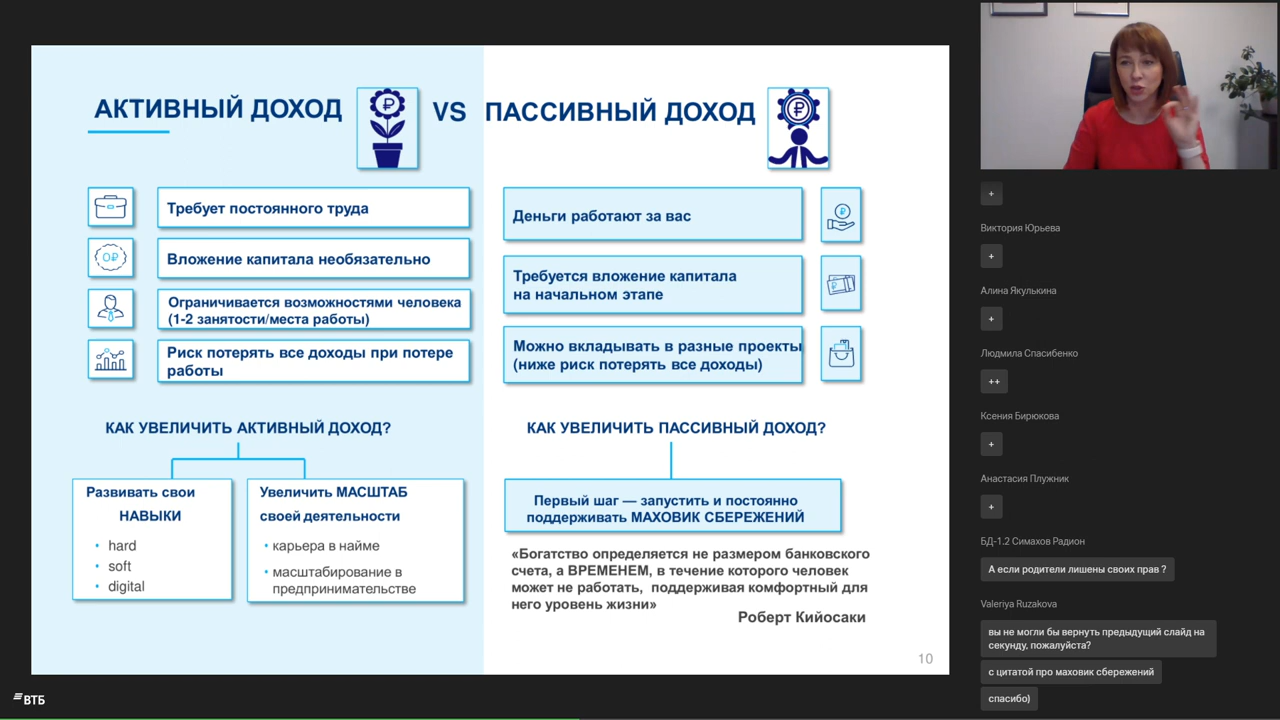 АКТИВНЫЙ ДОХОД
VS
ПАССИВНЫЙ ДОХОД
Требует постоянного труда
0₽
Вложение капитала необязательно
Ограничивается возможностями человека
(1-2 занятости/места работы)
Риск потерять все доходы при потере
работы
Деньги работают за вас
Требуется вложение капитала
на начальном этапе
Можно вкладывать в разные проекты
(ниже риск потерять все доходы)
КАК УВЕЛИЧИТЬ АКТИВНЫЙ ДОХОД?
Развивать свои
НАВЫКИ
• hard
• soft
• digital
Увеличить МАСШТАБ
своей деятельности
• карьера в найме
• масштабирование в
предпринимательстве
КАК УВЕЛИЧИТЬ ПАССИВНЫЙ ДОХОД?
Первый шаг — запустить и постоянно
поддерживать МАХОВИК СБЕРЕЖЕНИЙ
«Богатство определяется не размером банковского
счета, а ВРЕМЕНЕМ, в течение которого человек
может не работать, поддерживая комфортный для
него уровень жизни»
Роберт Кийосаки
10
ВТБ
+
Виктория Юрьева
+
Алина Якулькина
+
Людмила Спасибенко
++
Ксения Бирюкова
+
Анастасия Плужник
+
БД-1.2 Симахов Радион
А если родители лишены своих прав ?
Valeriya Ruzakova
вы не могли бы вернуть предыдущий слайд на
секунду, пожалуйста?
с цитатой про маховик сбережений
спасибо)